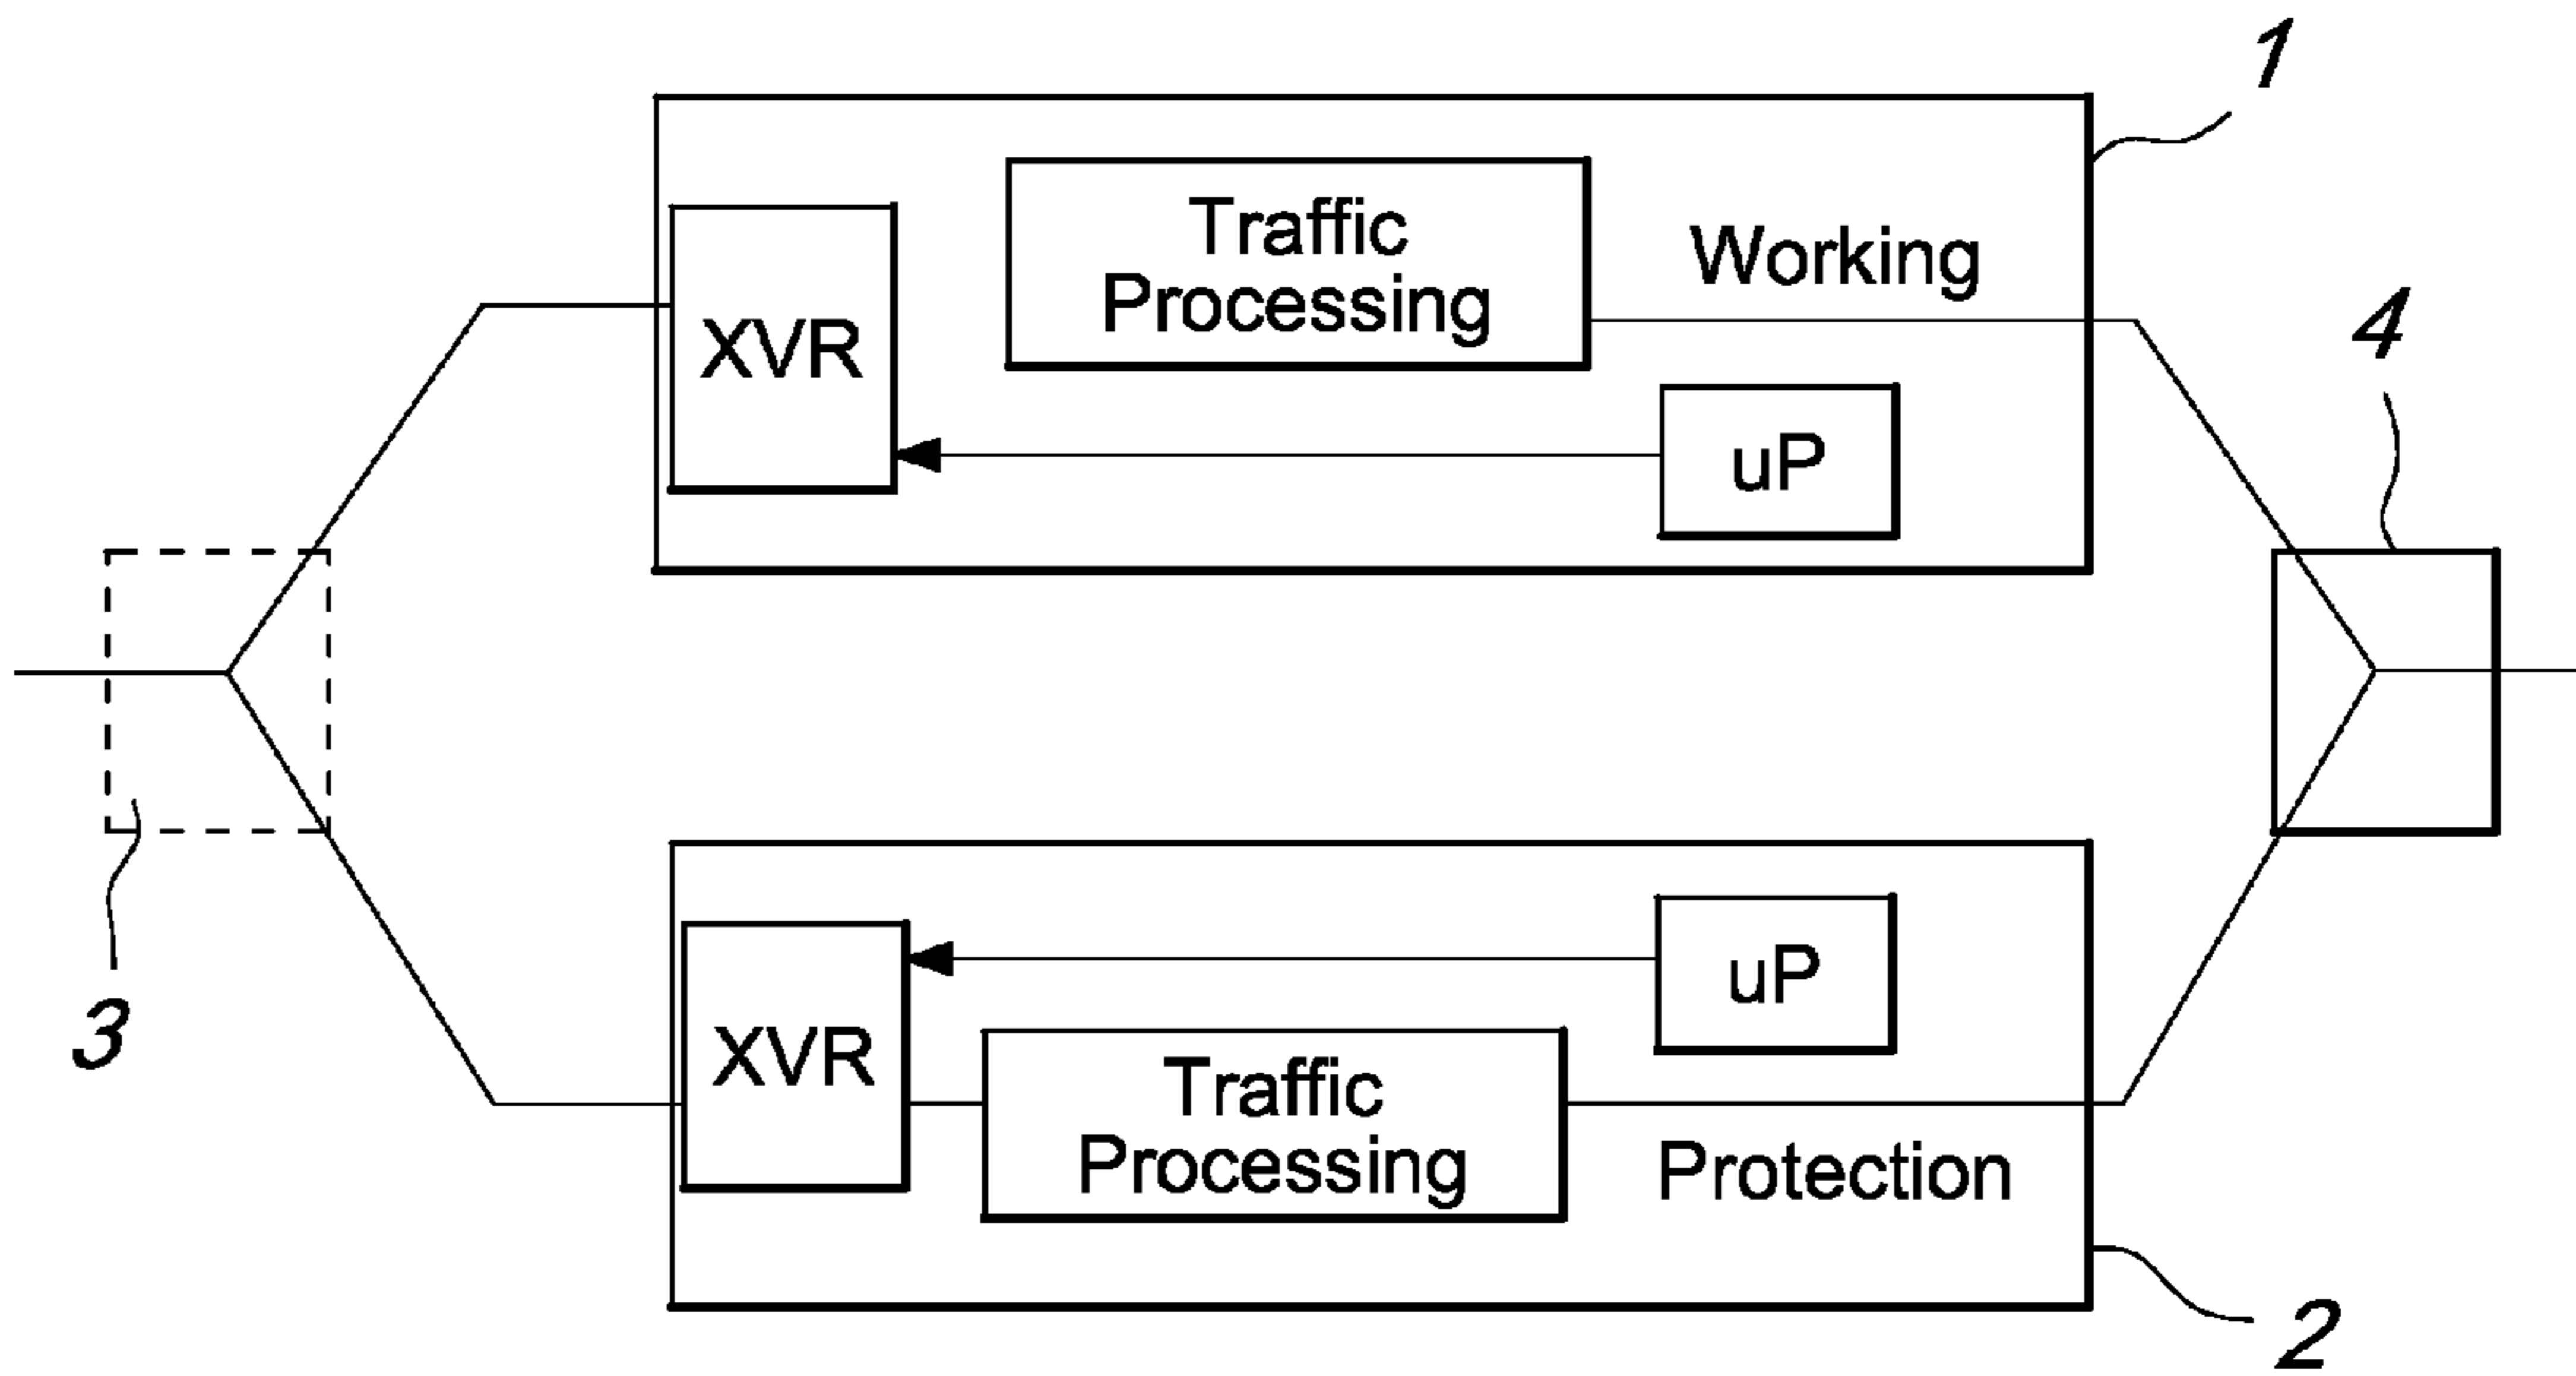 1
Traffic
Processing
Working
XVR
uP
4
3
XVR
uP
Traffic
Processing
Protection
2